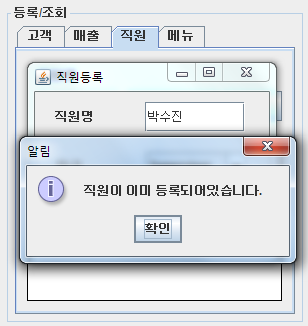 등록/조회
고객 매출 직원 메뉴
직원등록
직원명 박수진
알림
직원이 이미 등록되어있습니다.
확인